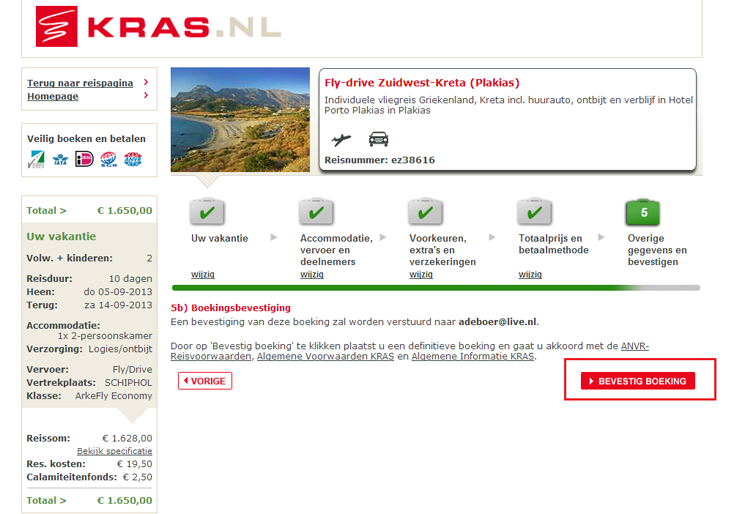 KRAS.NL
Terug naar reispagina
Homepage
Veilig boeken en betalen
IATA
iDEAL
SGR
ANVR
Totaal > € 1.650,00
Uw vakantie
Volw. + kinderen: 2
Reisduur: 10 dagen
Heen: do 05-09-2013
Terug: za 14-09-2013
Accommodatie:
1x 2-persoonskamer
Verzorging: Logies/ontbijt
Vervoer: Fly/Drive
Vertrekplaats: SCHIPHOL
Klasse: ArkeFly Economy
Reissom: € 1.628,00
Bekijk specificatie
Res. kosten: € 19,50
Calamiteitenfonds: € 2,50
Totaal > € 1.650,00
Fly-drive Zuidwest-Kreta (Plakias)
Individuele vliegreis Griekenland, Kreta incl. huurauto, ontbijt en verblijf in Hotel
Porto Plakias in Plakias
Reisnummer: ez38616
Uw vakantie
wijzig
Accommodatie,
vervoer en
deelnemers
wijzig
Voorkeuren,
extra's en
verzekeringen
wijzig
Totaalprijs en
betaalmethode
wijzig
5
Overige
gegevens en
bevestigen
5b) Boekingsbevestiging
Een bevestiging van deze boeking zal worden verstuurd naar adeboer@live.nl.
Door op 'Bevestig boeking' te klikken plaatst u een definitieve boeking en gaat u akkoord met de ANVR-
Reisvoorwaarden, Algemene Voorwaarden KRAS en Algemene Informatie KRAS.
VORIGE
BEVESTIG BOEKING